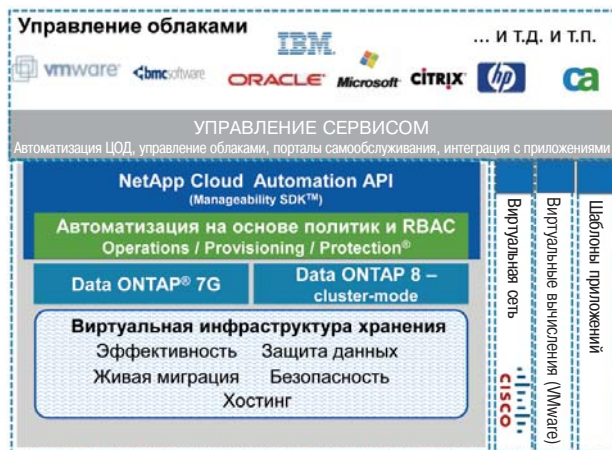 Управление облаками
IBM
... и т.д. и т.п.
vmware
bmcsoftware
ORACLE
Microsoft
CITRIX
hp
ca
УПРАВЛЕНИЕ СЕРВИСОМ
Автоматизация ЦОД, управление облаками, порталы самообслуживания, интеграция с приложениями
NetApp Cloud Automation API
(Manageability SDK™)
Автоматизация на основе политик и RBAC
Operations / Provisioning / Protection®
Data ONTAP® 7G
Data ONTAP 8 –
cluster-mode
Виртуальная инфраструктура хранения
Эффективность Защита данных
Живая миграция Безопасность
Хостинг
Виртуальная сеть
CISCO
Виртуальные вычисления (VMware)
Шаблоны приложений